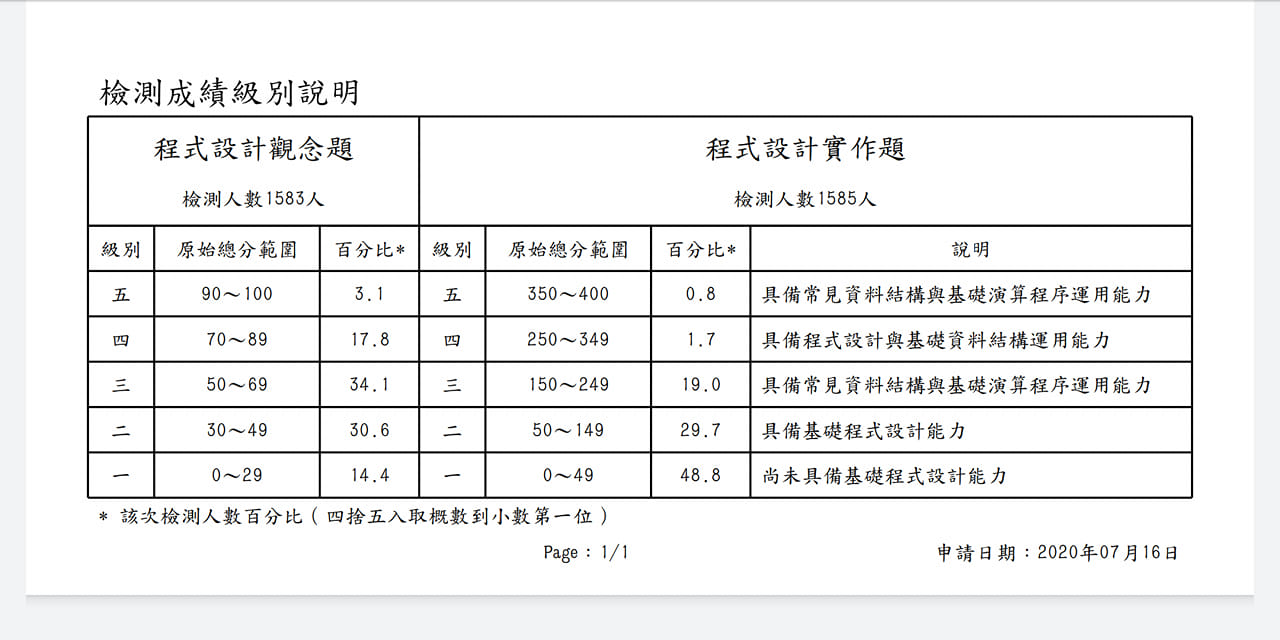 檢測成績級別說明
程式設計觀念題 程式設計實作題
檢測人數1583人 檢測人數1585人
級別 原始總分範圍 百分比* 級別 原始總分範圍 百分比* 說明
五 90～100 3.1 五 350～400 0.8 具備常見資料結構與基礎演算程序運用能力
四 70～89 17.8 四 250～349 1.7 具備程式設計與基礎資料結構運用能力
三 50～69 34.1 三 150～249 19.0 具備常見資料結構與基礎演算程序運用能力
二 30～49 30.6 二 50～149 29.7 具備基礎程式設計能力
一 0～29 14.4 一 0～49 48.8 尚未具備基礎程式設計能力
* 該次檢測人數百分比（四捨五入取概數到小數第一位）
Page : 1/1 申請日期：2020年07月16日